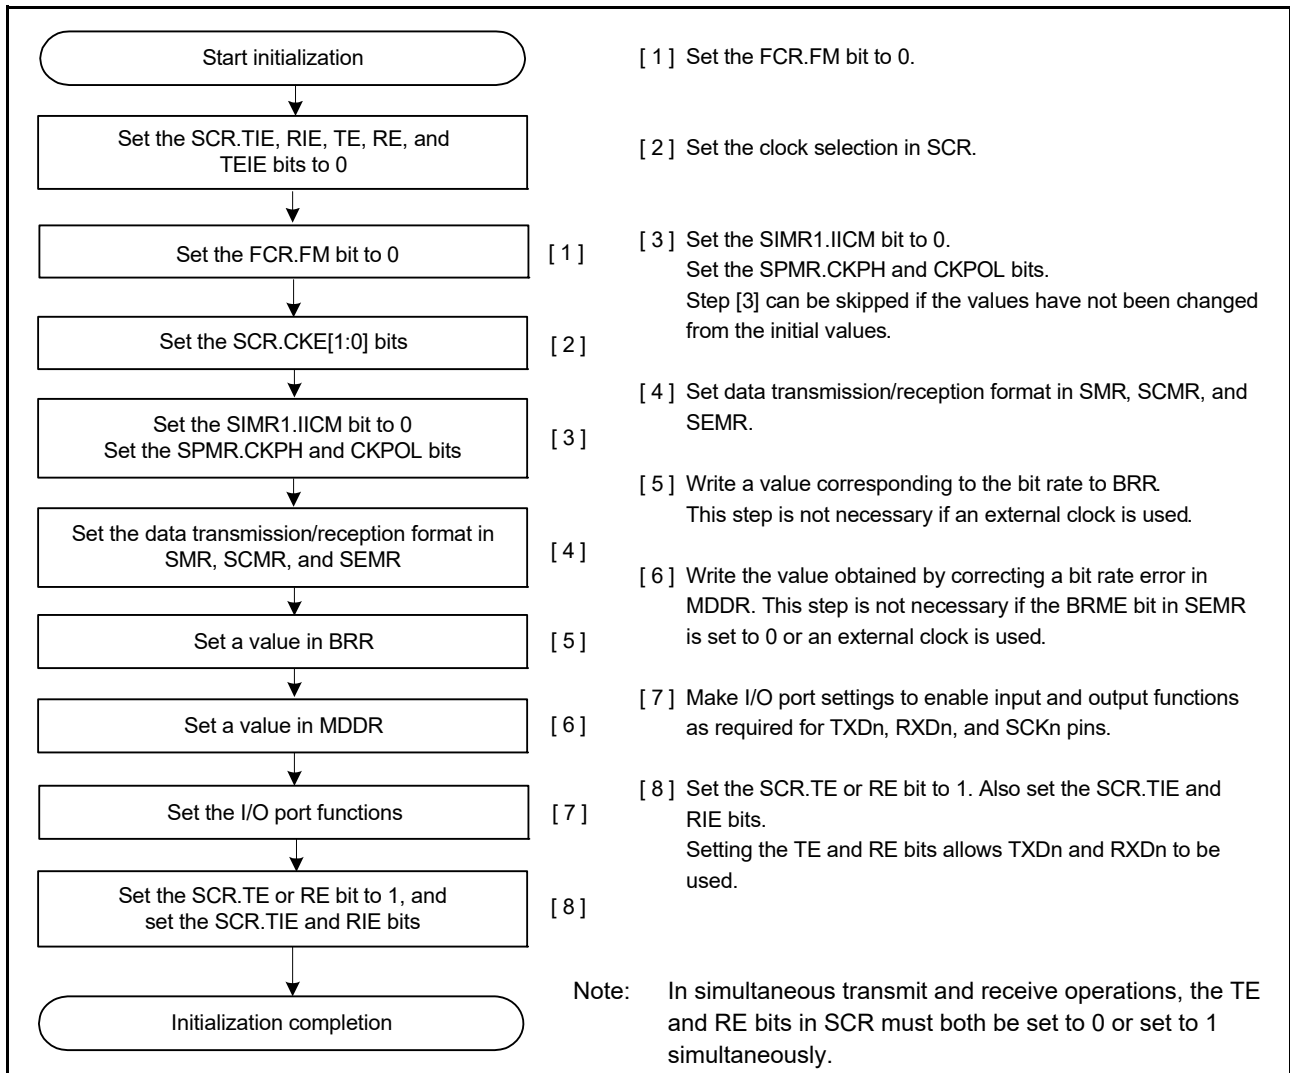 Start initialization
Set the SCR.TIE, RIE, TE, RE, and
TEIE bits to 0
Set the FCR.FM bit to 0
[ 1 ]
Set the SCR.CKE[1:0] bits
[ 2 ]
Set the SIMR1.IICM bit to 0
Set the SPMR.CKPH and CKPOL bits
[ 3 ]
Set the data transmission/reception format in
SMR, SCMR, and SEMR
[ 4 ]
Set a value in BRR
[ 5 ]
Set a value in MDDR
[ 6 ]
Set the I/O port functions
[ 7 ]
Set the SCR.TE or RE bit to 1, and
set the SCR.TIE and RIE bits
[ 8 ]
Initialization completion
[ 1 ] Set the FCR.FM bit to 0.
[ 2 ] Set the clock selection in SCR.
[ 3 ] Set the SIMR1.IICM bit to 0.
Set the SPMR.CKPH and CKPOL bits.
Step [3] can be skipped if the values have not been changed
from the initial values.
[ 4 ] Set data transmission/reception format in SMR, SCMR, and
SEMR.
[ 5 ] Write a value corresponding to the bit rate to BRR.
This step is not necessary if an external clock is used.
[ 6 ] Write the value obtained by correcting a bit rate error in
MDDR. This step is not necessary if the BRME bit in SEMR
is set to 0 or an external clock is used.
[ 7 ] Make I/O port settings to enable input and output functions
as required for TXDn, RXDn, and SCKn pins.
[ 8 ] Set the SCR.TE or RE bit to 1. Also set the SCR.TIE and
RIE bits.
Setting the TE and RE bits allows TXDn and RXDn to be
used.
Note: In simultaneous transmit and receive operations, the TE
and RE bits in SCR must both be set to 0 or set to 1
simultaneously.